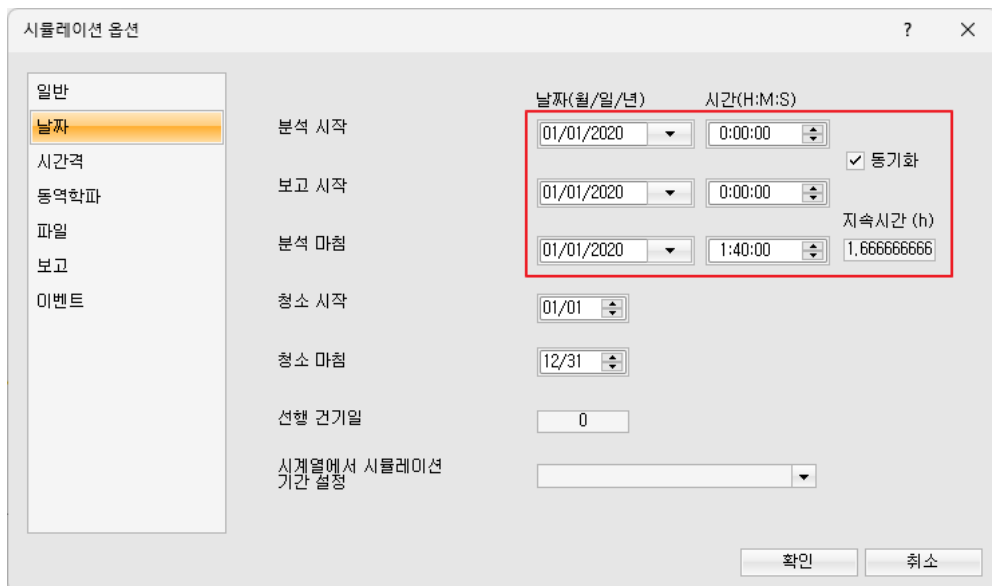 시뮬레이션 옵션
?
일반
날짜
시간격
동역학파
파일
보고
이벤트
날짜(월/일/년) 시간(H:M:S)
분석 시작 01/01/2020 0:00:00
동기화
보고 시작 01/01/2020 0:00:00
지속시간 (h)
분석 마침 01/01/2020 1:40:00 1,666666666
청소 시작 01/01
청소 마침 12/31
선행 건기일 0
시계열에서 시뮬레이션
기간 설정
확인 취소